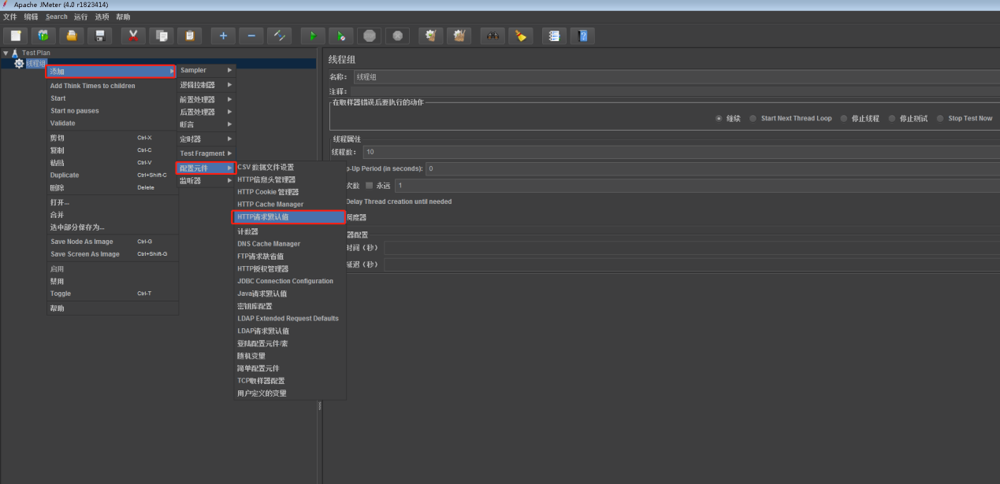 Apache JMeter (4.0 r1823414)
文件 编辑 Search 运行 选项 帮助
Test Plan
线程组
添加
Add Think Times to children
Start
Start no pauses
Validate
剪切 Ctrl-X
复制 Ctrl-C
粘贴 Ctrl-V
Duplicate Ctrl+Shift-C
删除 Delete
打开...
合并
选中部分保存为...
Save Node As Image Ctrl-G
Save Screen As Image Ctrl+Shift-G
启用
禁用
Toggle Ctrl-T
帮助
Sampler
逻辑控制器
前置处理器
后置处理器
断言
定时器
Test Fragment
配置元件
监听器
CSV 数据文件设置
HTTP信息头管理器
HTTP Cookie 管理器
HTTP Cache Manager
HTTP请求默认值
计数器
DNS Cache Manager
FTP请求缺省值
HTTP授权管理器
JDBC Connection Configuration
Java请求默认值
密钥库配置
LDAP Extended Request Defaults
LDAP请求默认值
登陆配置元件/素
随机变量
简单配置元件
TCP取样器配置
用户定义的变量
线程组
名称: 线程组
注释:
在取样器错误后要执行的动作
继续 Start Next Thread Loop 停止线程 停止测试 Stop Test Now
线程属性
线程数: 10
p-Up Period (in seconds): 0
次数 永远 1
Delay Thread creation until needed
调度器
器配置
时间（秒）
延迟（秒）